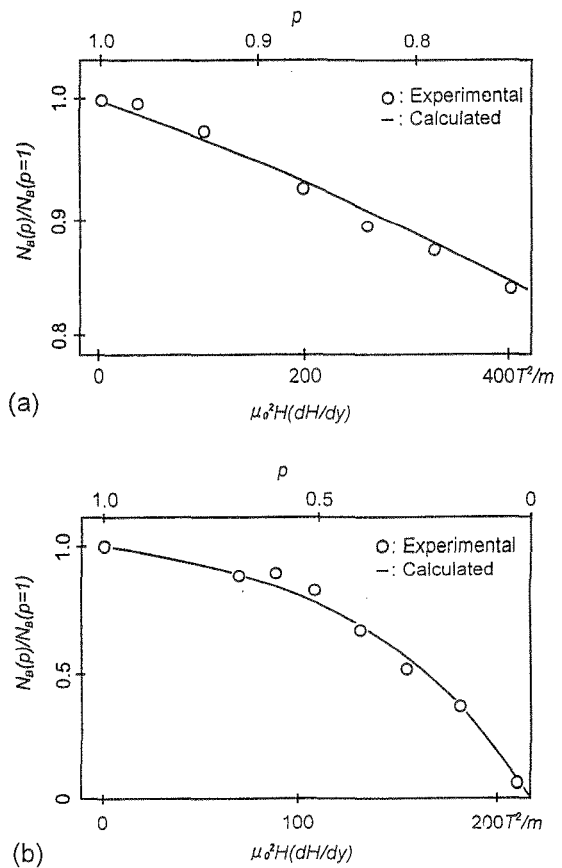 p
1.0 0.9 0.8
○: Experimental
–: Calculated
1.0
0.9
0.8
N_B(p)/N_B(p=1)
0 200 400T²/m
(a)
μ₀²H(dH/dy)
p
1.0 0.5 0
○: Experimental
–: Calculated
1.0
0.5
0
N_B(p)/N_B(p=1)
0 100 200T²/m
(b)
μ₀²H(dH/dy)